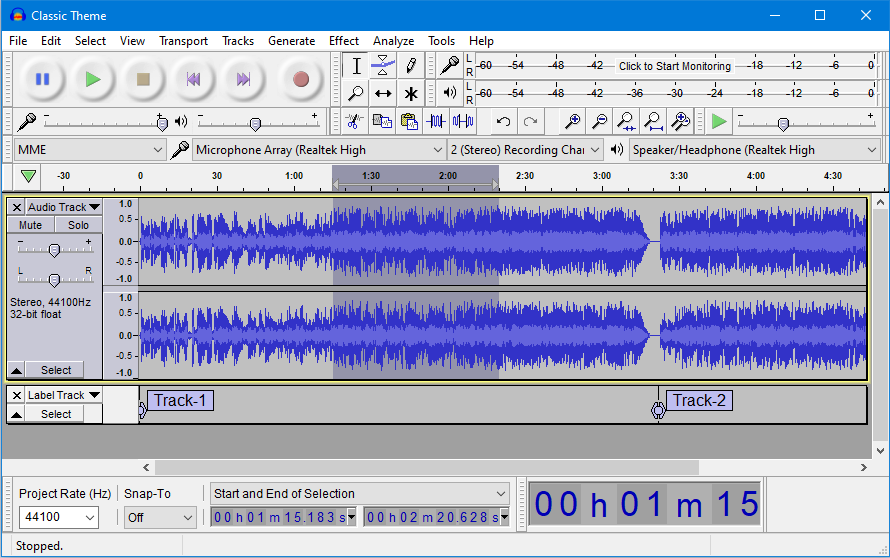 Classic Theme
File Edit Select View Transport Tracks Generate Effect Analyze Tools Help
L -60 -54 -48 -42 Click to Start Monitoring -18 -12 -6 0
R
L -60 -54 -48 -42 -36 -30 -24 -18 -12 -6 0
R
- + - + - +
MME Microphone Array (Realtek High 2 (Stereo) Recording Char Speaker/Headphone (Realtek High
-30 0 30 1:00 1:30 2:00 2:30 3:00 3:30 4:00 4:30
X Audio Track 1.0
Mute Solo 0.5
- + 0.0
L R -0.5
-1.0
Stereo, 44100Hz 1.0
32-bit float 0.5
0.0
-0.5
Select -1.0
X Label Track Track-1 Track-2
Select
Project Rate (Hz) Snap-To Start and End of Selection
44100 Off 00 h 01 m 15.183 s 00 h 02 m 20.628 s
00 h 01 m 15
Stopped.